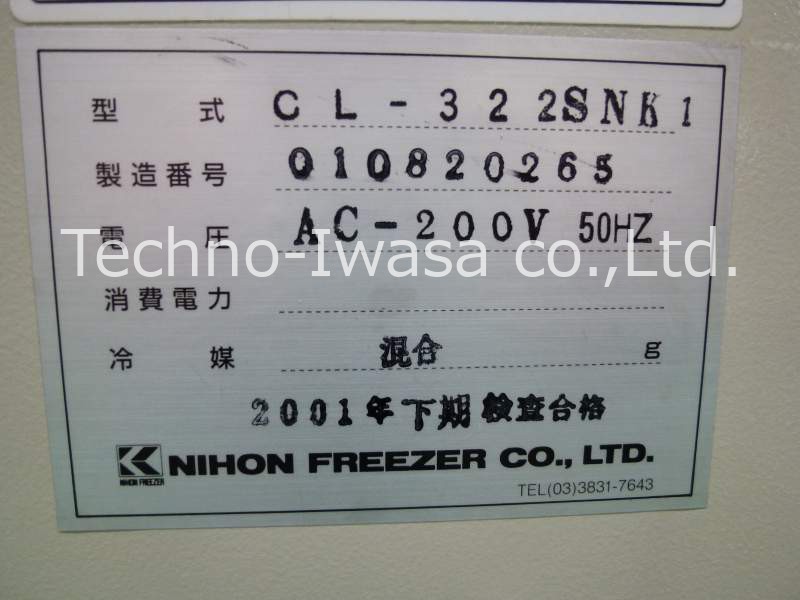 型 式 CL-322SNK1
製造番号 010820265
電 圧 AC-200V 50HZ
Techno-Iwasa co.,Ltd.
消費電力
冷 媒 混合 g
2001年下期検査合格
K NIHON FREEZER CO., LTD.
NIHON FREEZER
TEL(03)3831-7643